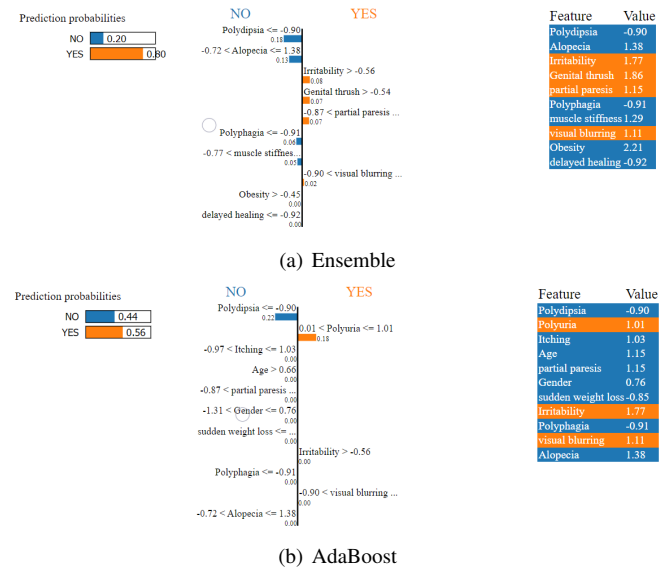 Prediction probabilities
NO 0.20
YES 0.80
NO YES
Polydipsia <= -0.90
0.18
-0.72 < Alopecia <= 1.38
0.13
Irritability > -0.56
0.08
Genital thrush > -0.54
0.07
-0.87 < partial paresis ...
0.07
Polyphagia <= -0.91
0.06
-0.77 < muscle stiffnes...
0.05
-0.90 < visual blurring ...
0.02
Obesity > -0.45
0.00
delayed healing <= -0.92
0.00
Feature Value
Polydipsia -0.90
Alopecia 1.38
Irritability 1.77
Genital thrush 1.86
partial paresis 1.15
Polyphagia -0.91
muscle stiffness 1.29
visual blurring 1.11
Obesity 2.21
delayed healing -0.92
(a) Ensemble
Prediction probabilities
NO 0.44
YES 0.56
NO YES
Polydipsia <= -0.90
0.22
0.01 < Polyuria <= 1.01
0.18
-0.97 < Itching <= 1.03
0.00
Age > 0.66
0.00
-0.87 < partial paresis ...
0.00
-1.31 < Gender <= 0.76
0.00
sudden weight loss <= ...
0.00
Irritability > -0.56
0.00
Polyphagia <= -0.91
0.00
-0.90 < visual blurring ...
0.00
-0.72 < Alopecia <= 1.38
0.00
Feature Value
Polydipsia -0.90
Polyuria 1.01
Itching 1.03
Age 1.15
partial paresis 1.15
Gender 0.76
sudden weight loss -0.85
Irritability 1.77
Polyphagia -0.91
visual blurring 1.11
Alopecia 1.38
(b) AdaBoost